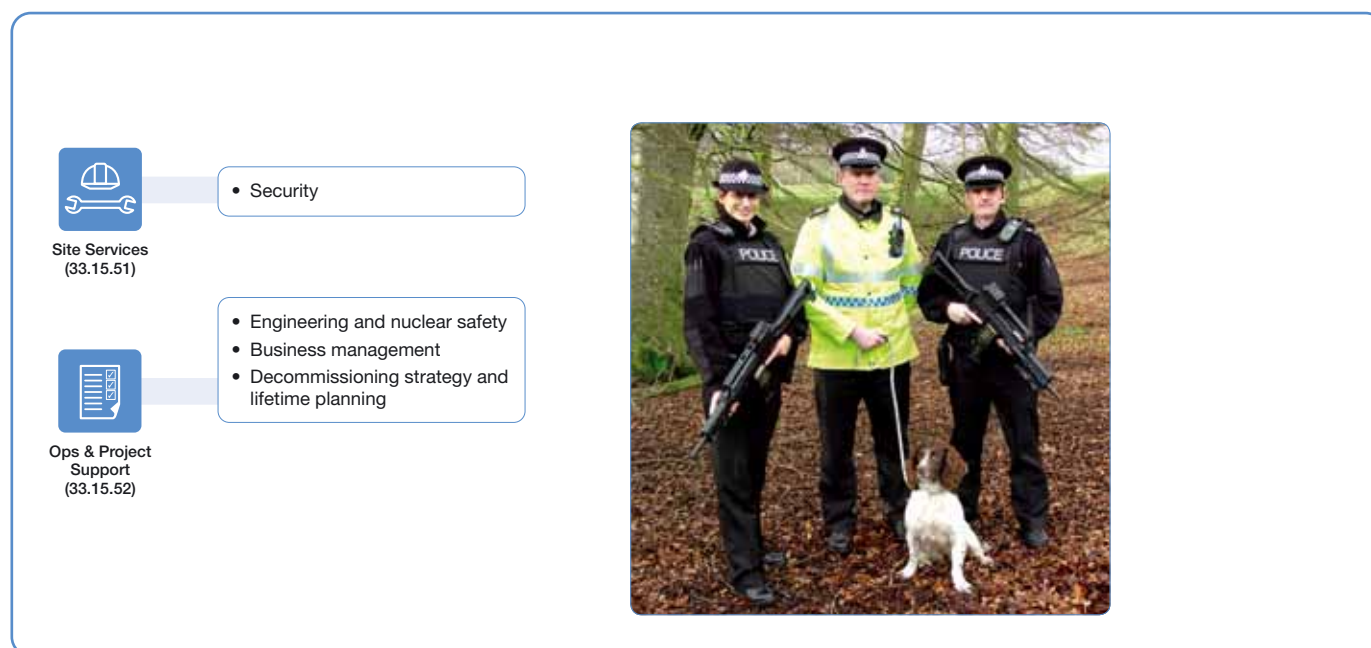 Site Services
(33.15.51)
• Security
Ops & Project
Support
(33.15.52)
• Engineering and nuclear safety
• Business management
• Decommissioning strategy and
lifetime planning
POLICE
POLICE